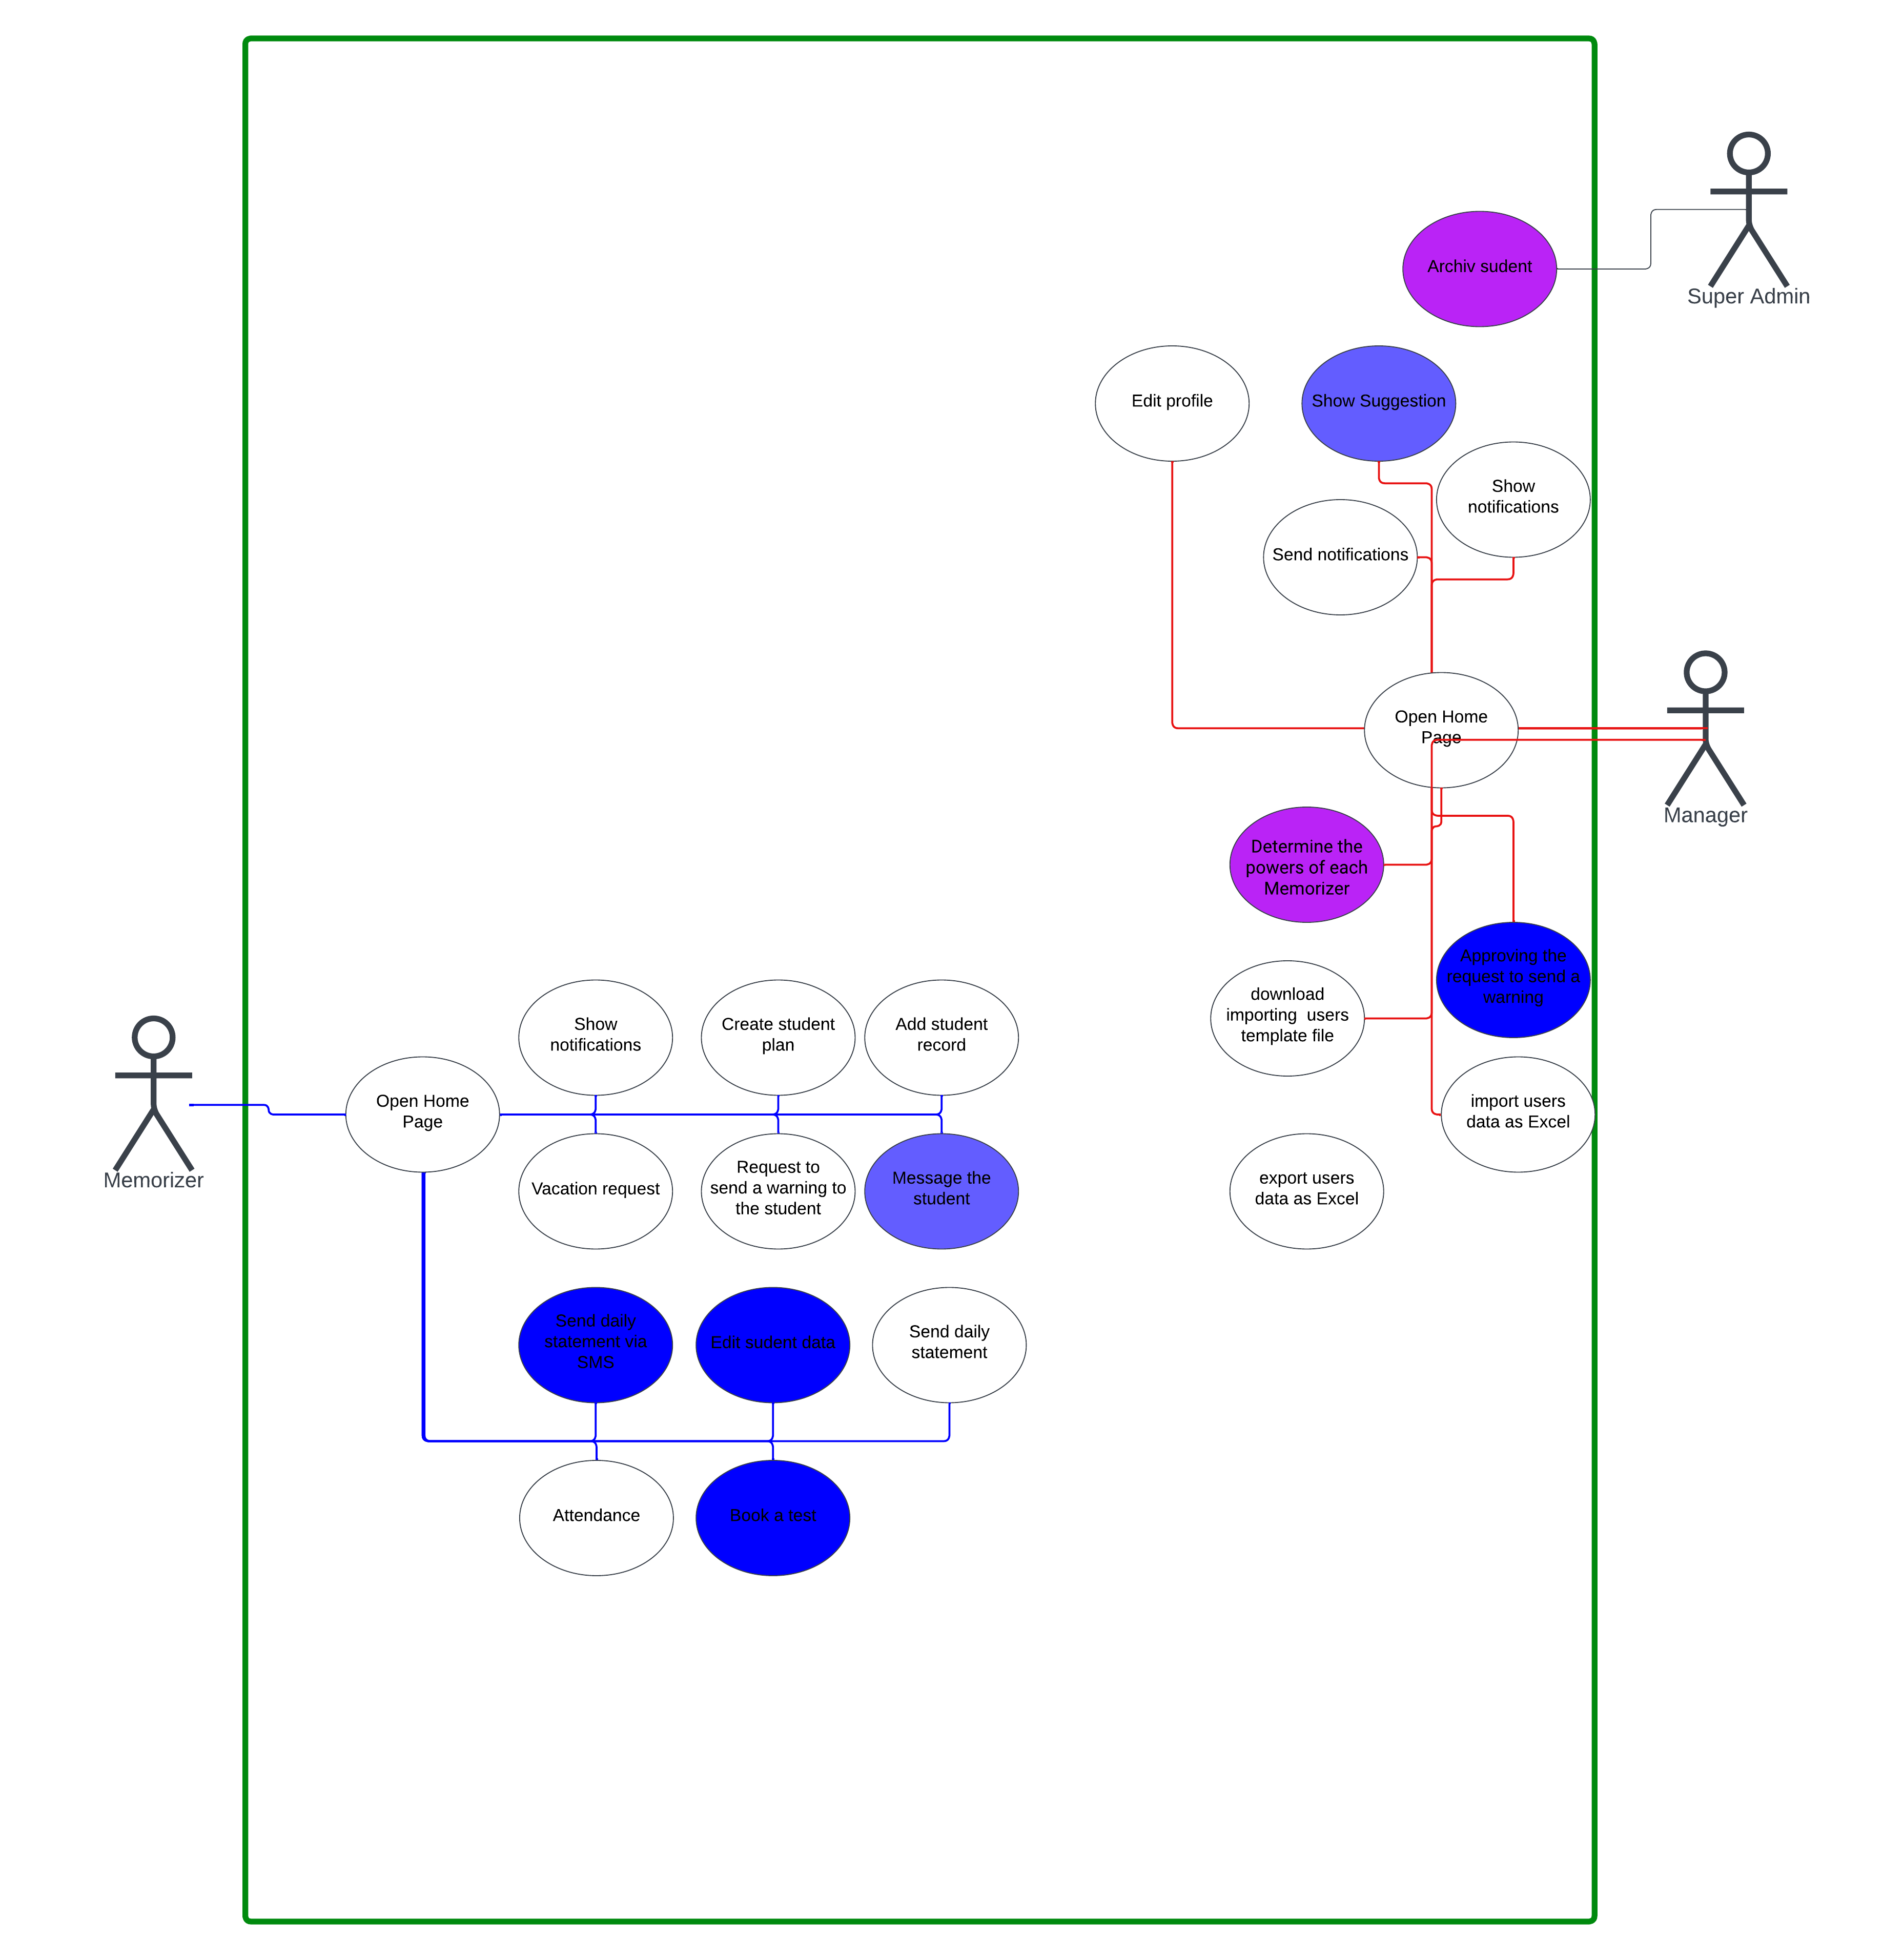 Archiv sudent
Super Admin
Edit profile
Show Suggestion
Show
notifications
Send notifications
Open Home
Page
Manager
Determine the
powers of each
Memorizer
Approving the
request to send a
warning
download
importing  users
template file
import users
data as Excel
export users
data as Excel
Memorizer
Open Home
Page
Show
notifications
Create student
plan
Add student
record
Vacation request
Request to
send a warning to
the student
Message the
student
Send daily
statement via
SMS
Edit sudent data
Send daily
statement
Attendance
Book a test